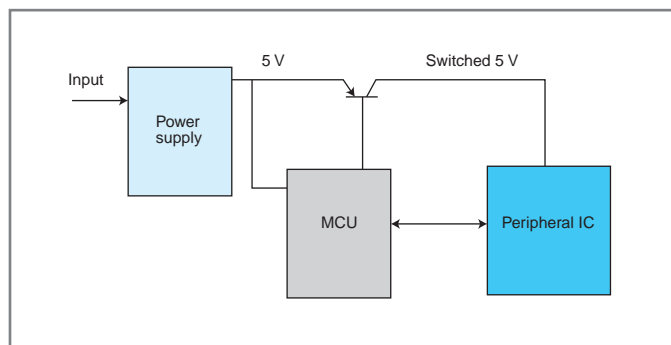 5 V
Switched 5 V
Input
Power
supply
MCU
Peripheral IC